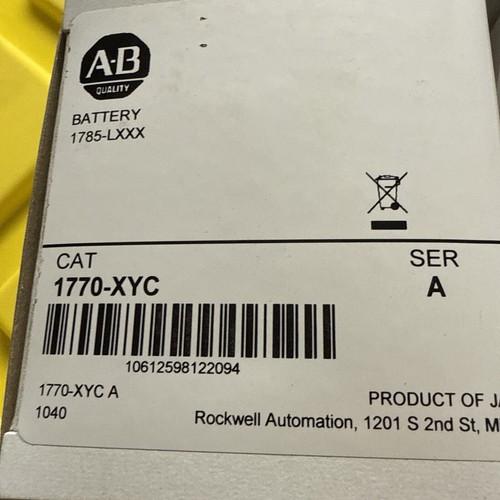 A-B
QUALITY
BATTERY
1785-LXXX
CAT
SER
1770-XYC
A
10612598122094
1770-XYC A
1040
PRODUCT OF
Rockwell Automation, 1201 S 2nd St,